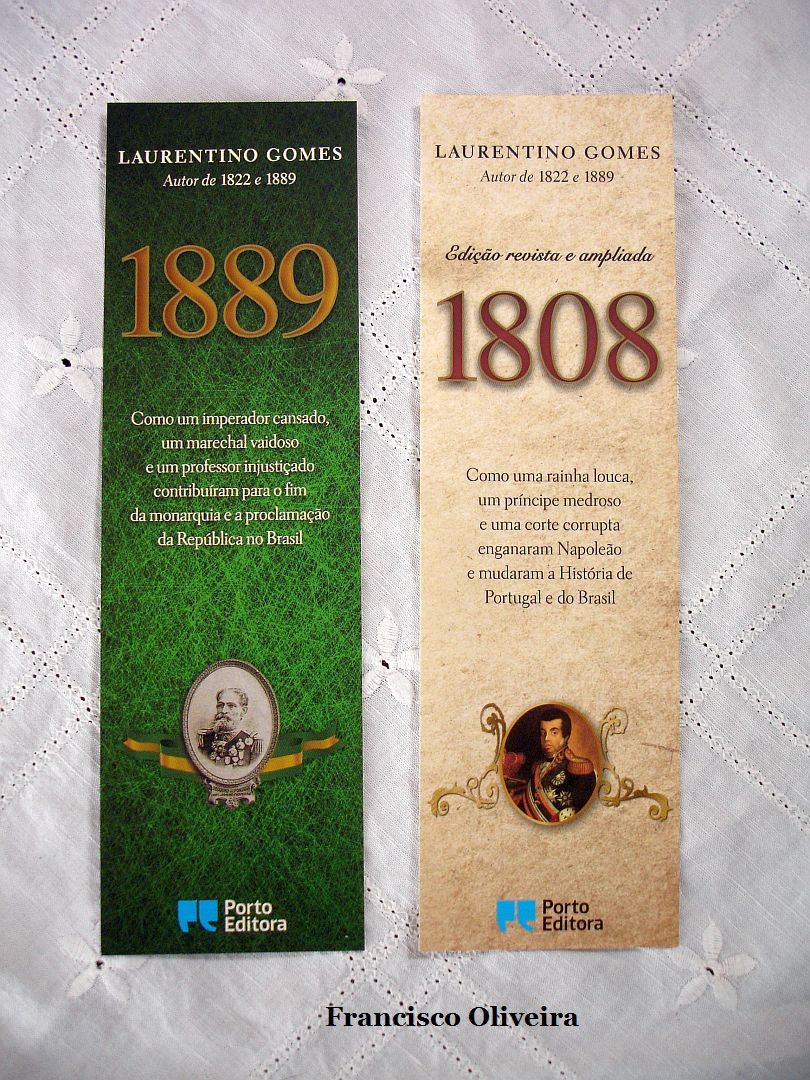 LAURENTINO GOMES
Autor de 1822 e 1889
1889
Como um imperador cansado,
um marechal vaidoso
e um professor injustiçado
contribuíram para o fim
da monarquia e a proclamação
da República no Brasil
Porto
Editora
LAURENTINO GOMES
Autor de 1822 e 1889
Edição revista e ampliada
1808
Como uma rainha louca,
um príncipe medroso
e uma corte corrupta
enganaram Napoleão
e mudaram a História de
Portugal e do Brasil
Porto
Editora
Francisco Oliveira